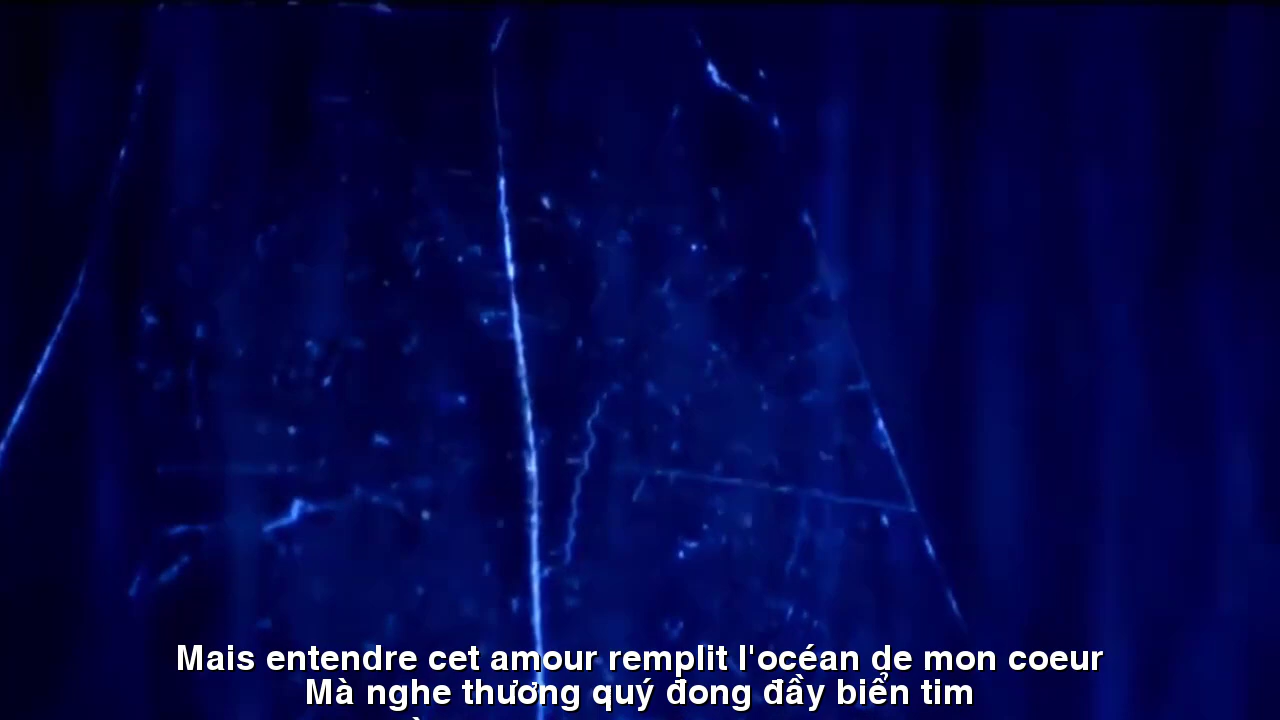 Mais entendre cet amour remplit l'océan de mon coeur
Mà nghe thương quý đong đầy biển tim